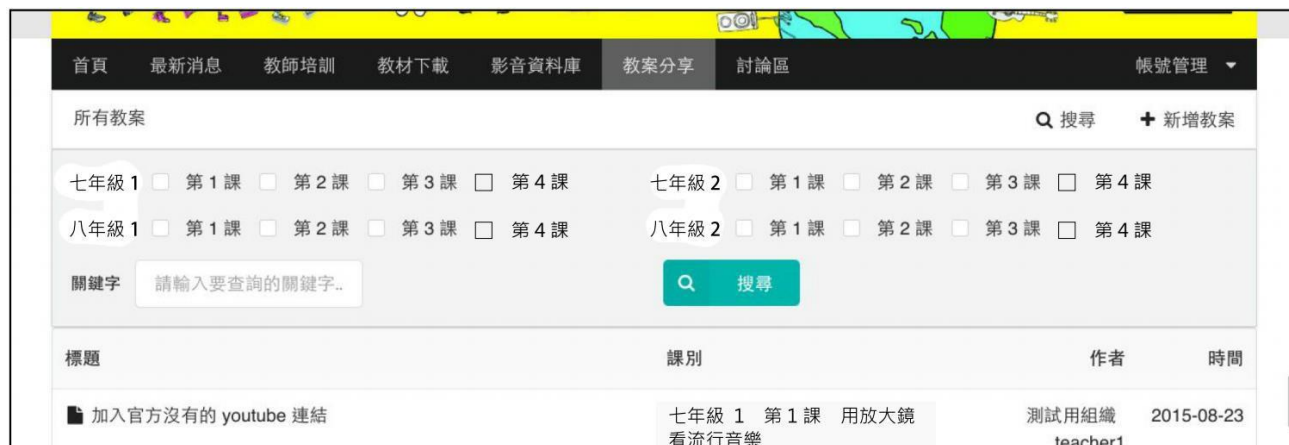 首頁 最新消息 教師培訓 教材下載 影音資料庫 教案分享 討論區 帳號管理
所有教案 搜尋 新增教案
七年級 1 第 1 課 第 2 課 第 3 課 第 4 課 七年級 2 第 1 課 第 2 課 第 3 課 第 4 課
八年級 1 第 1 課 第 2 課 第 3 課 第 4 課 八年級 2 第 1 課 第 2 課 第 3 課 第 4 課
關鍵字 請輸入要查詢的關鍵字.. 搜尋
標題 課別 作者 時間
加入官方沒有的 youtube 連結 七年級 1 第 1 課 用放大鏡 測試用組織 2015-08-23
看流行音樂 teacher1